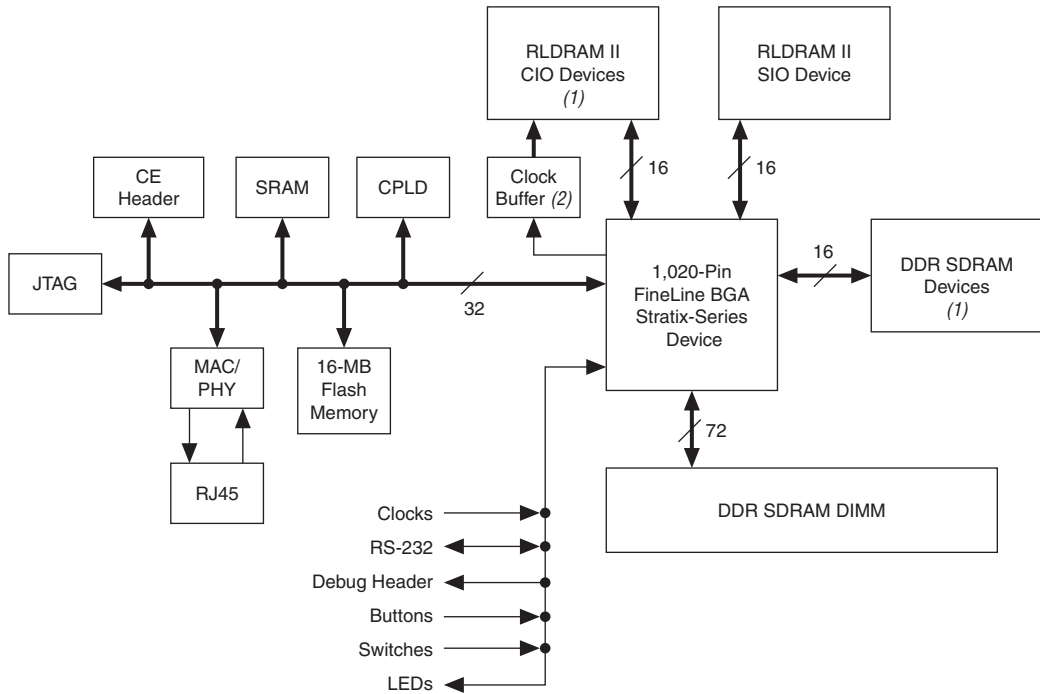 RLDRAM II
CIO Devices
(1)
RLDRAM II
SIO Device
CE
Header
SRAM
CPLD
Clock
Buffer (2)
16
16
JTAG
32
1,020-Pin
FineLine BGA
Stratix-Series
Device
16
DDR SDRAM
Devices
(1)
MAC/
PHY
16-MB
Flash
Memory
72
RJ45
DDR SDRAM DIMM
Clocks
RS-232
Debug Header
Buttons
Switches
LEDs